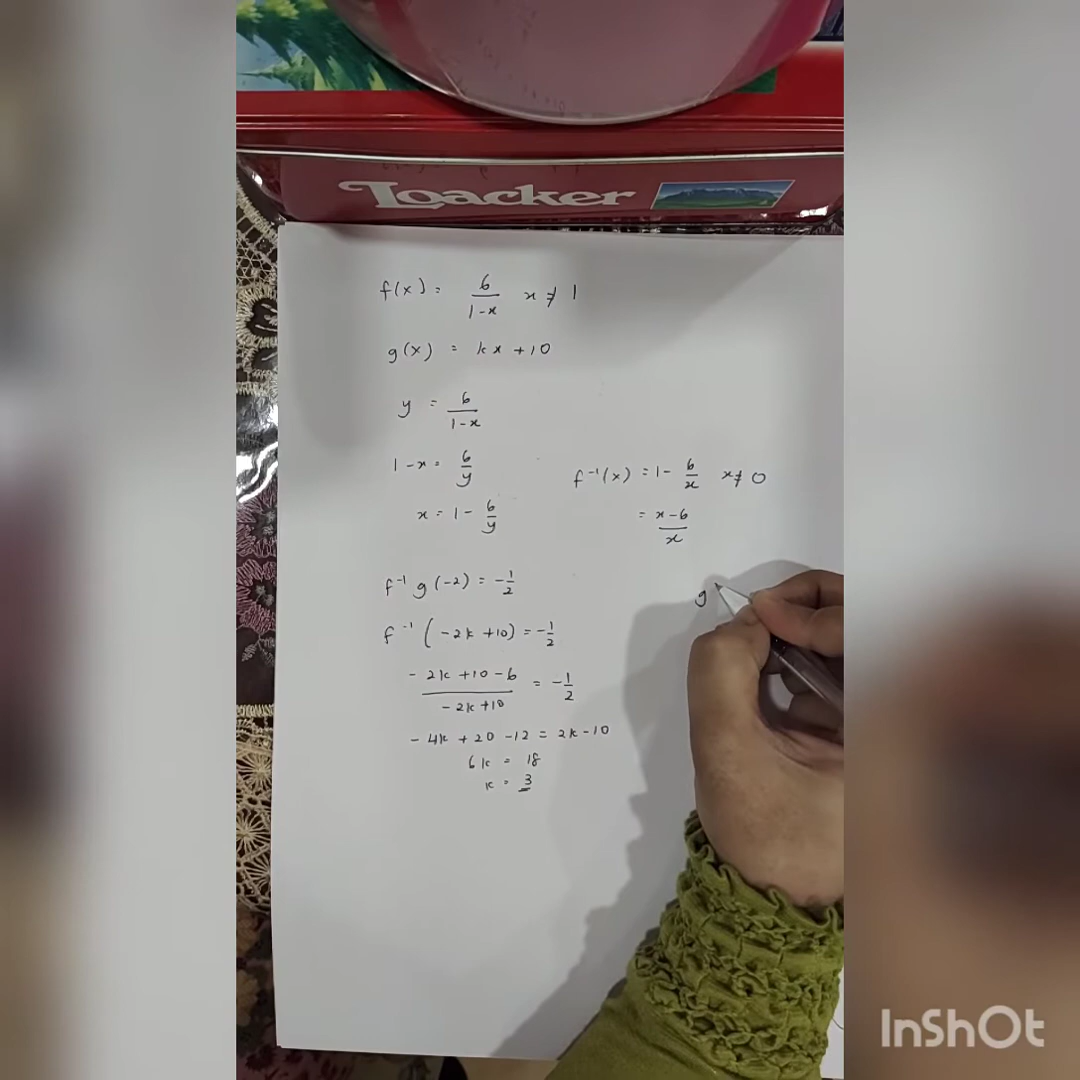 Loacker
f(x) = 6/(1-x) x ≠ 1
g(x) = kx + 10
y = 6/(1-x)
1-x = 6/y
x = 1 - 6/y
f⁻¹(x) = 1 - 6/x x ≠ 0
= (x-6)/x
f⁻¹ g(-2) = -1/2
f⁻¹ (-2k +10) = -1/2
(-2k +10 -6)/(-2k +10) = -1/2
-4k + 20 -12 = 2k -10
6k = 18
k = 3
g
InShOt